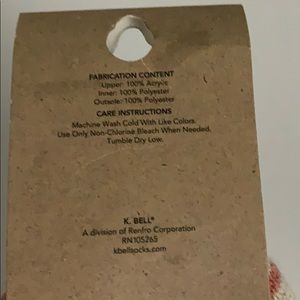 FABRICATION CONTENT
Upper: 100% Acrylic
Inner: 100% Polyester
Outsole: 100% Polyester
CARE INSTRUCTIONS
Machine Wash Cold With Like Colors.
Use Only Non-Chlorine Bleach When Needed.
Tumble Dry Low.
K. BELL®
A division of Renfro Corporation
RN105265
kbellsocks.com